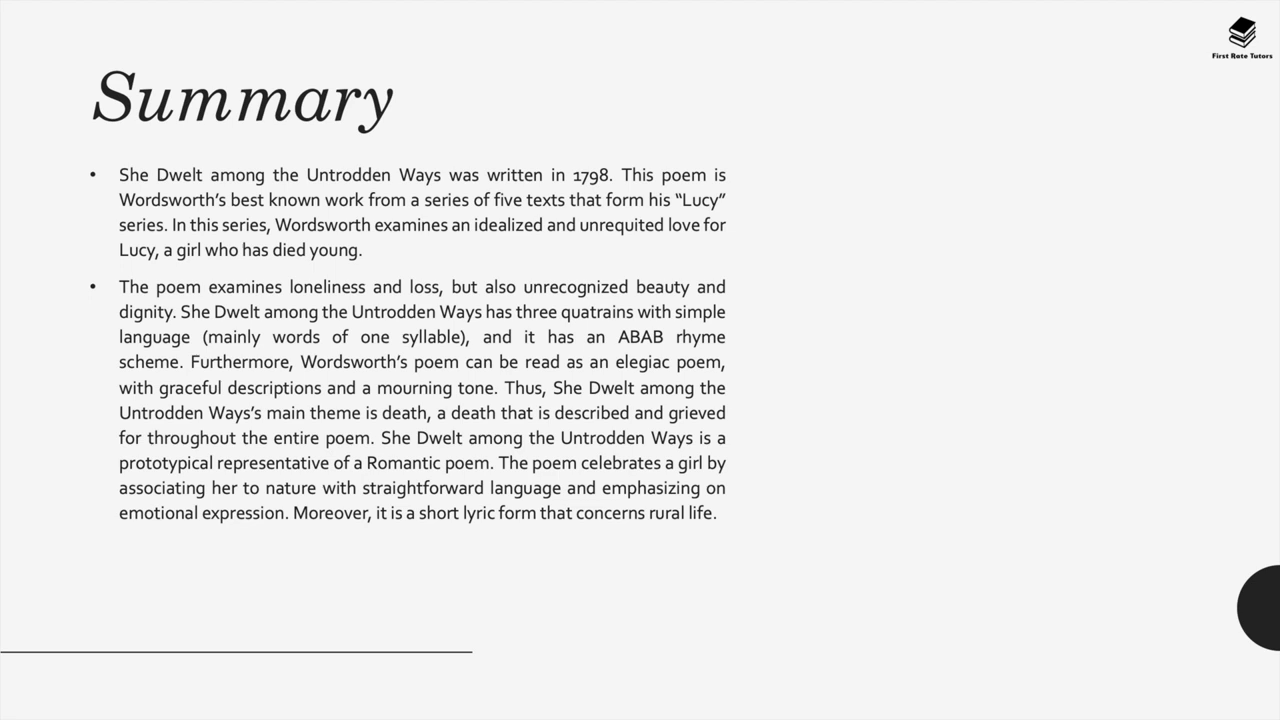 First Rate Tutors
Summary
• She Dwelt among the Untrodden Ways was written in 1798. This poem is
Wordsworth’s best known work from a series of five texts that form his “Lucy”
series. In this series, Wordsworth examines an idealized and unrequited love for
Lucy, a girl who has died young.
• The poem examines loneliness and loss, but also unrecognized beauty and
dignity. She Dwelt among the Untrodden Ways has three quatrains with simple
language (mainly words of one syllable), and it has an ABAB rhyme
scheme. Furthermore, Wordsworth’s poem can be read as an elegiac poem,
with graceful descriptions and a mourning tone. Thus, She Dwelt among the
Untrodden Ways’s main theme is death, a death that is described and grieved
for throughout the entire poem. She Dwelt among the Untrodden Ways is a
prototypical representative of a Romantic poem. The poem celebrates a girl by
associating her to nature with straightforward language and emphasizing on
emotional expression. Moreover, it is a short lyric form that concerns rural life.